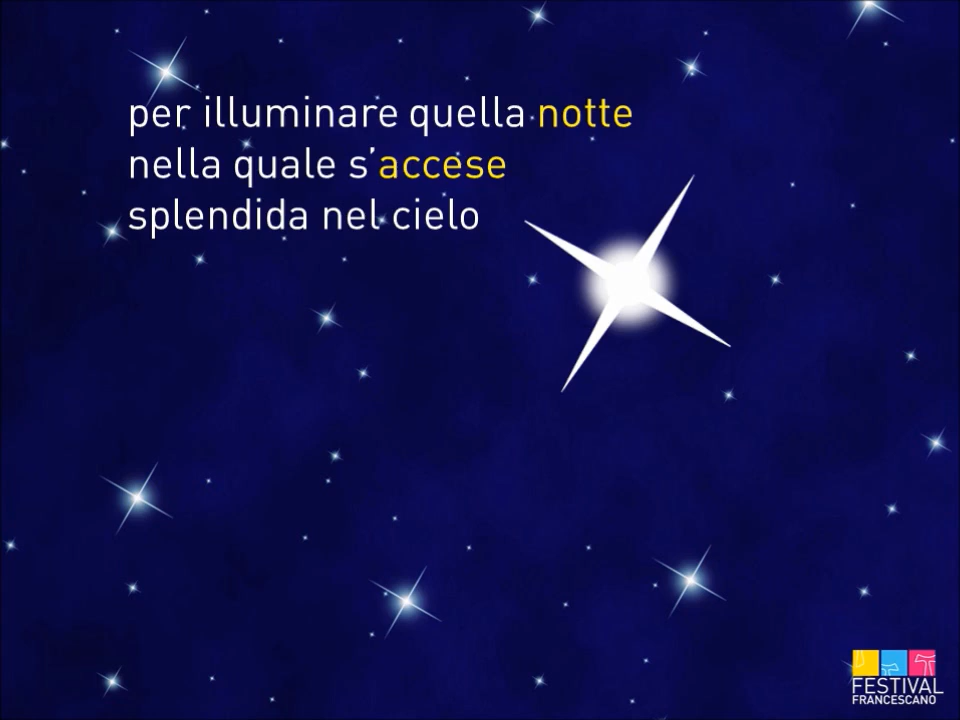 per illuminare quella notte
nella quale s’accese
splendida nel cielo
FESTIVAL
FRANCESCANO